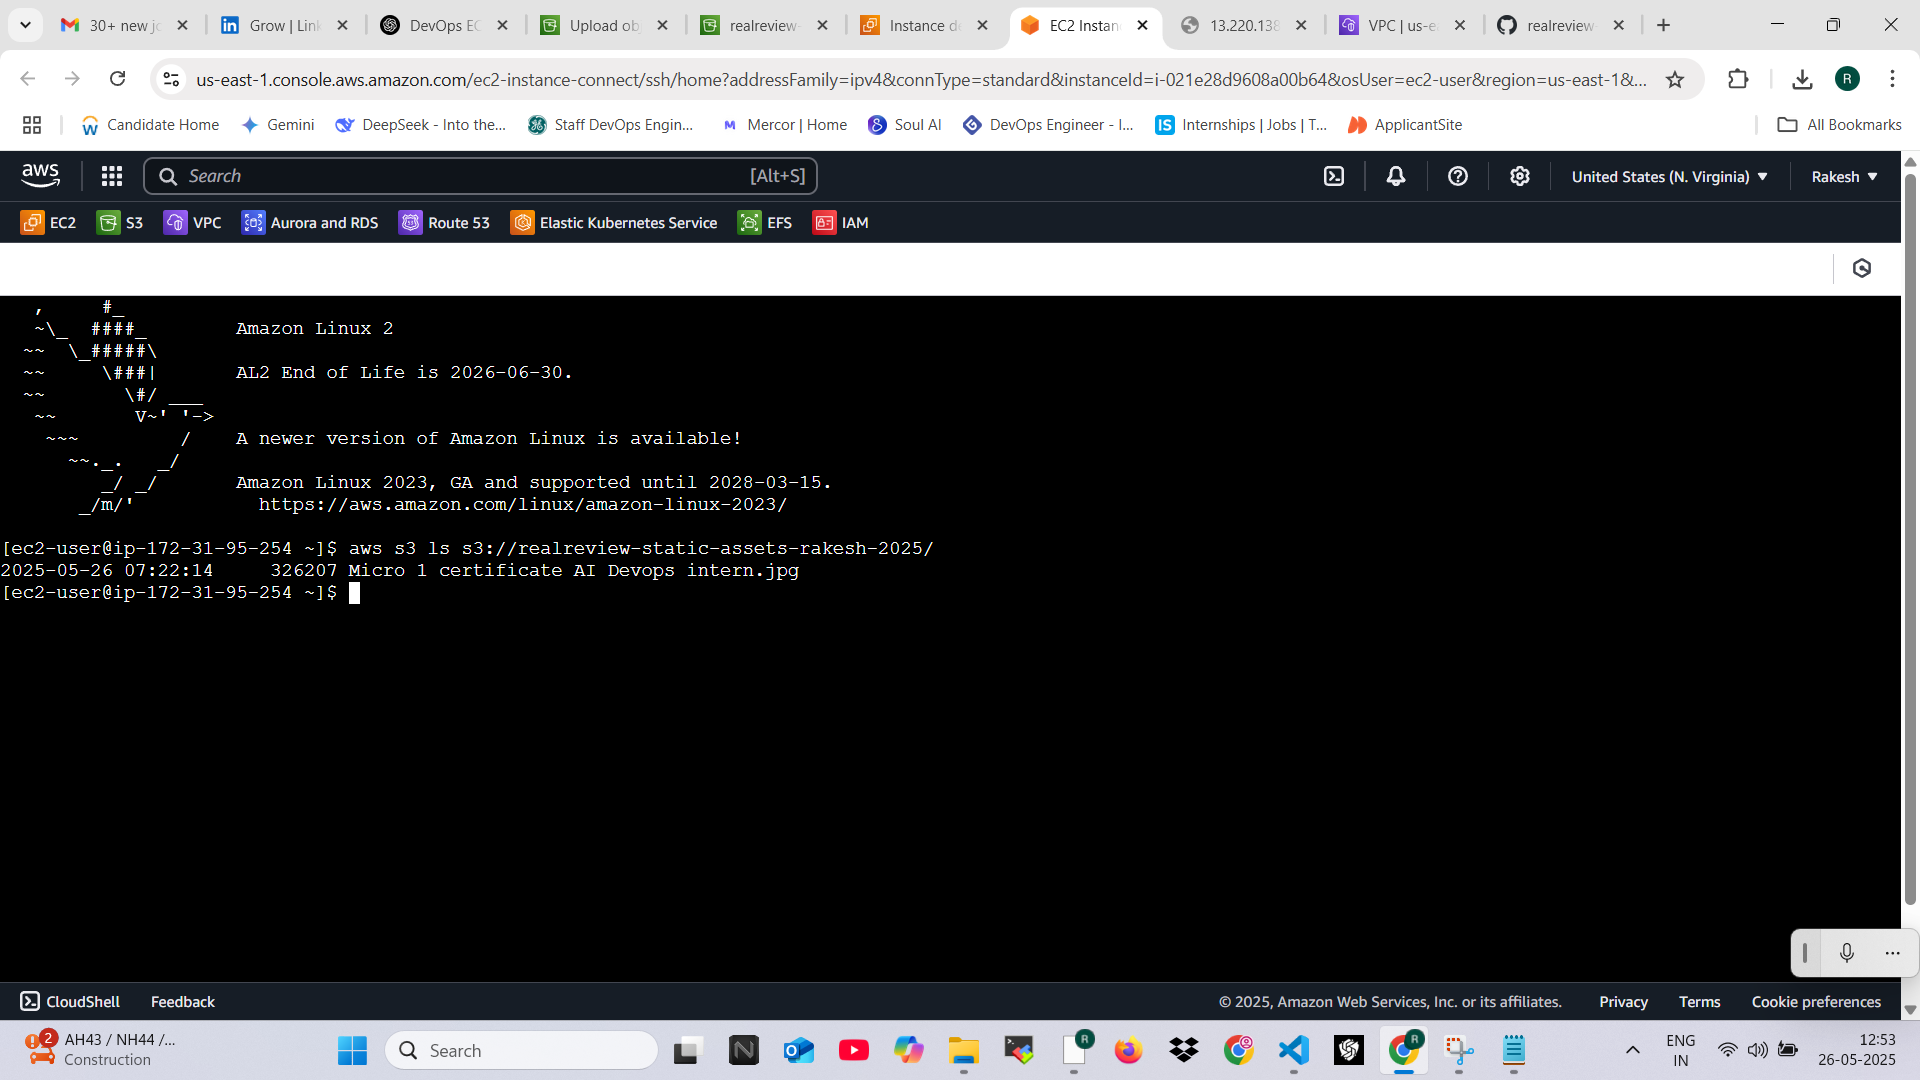 30+ new jo
Grow | Link
DevOps EC
Upload ob
realreview-
Instance de
EC2 Instan
13.220.138
VPC | us-ea
realreview-
us-east-1.console.aws.amazon.com/ec2-instance-connect/ssh/home?addressFamily=ipv4&connType=standard&instanceId=i-021e28d9608a00b64&osUser=ec2-user&region=us-east-1&...
R
Candidate Home
Gemini
DeepSeek - Into the...
Staff DevOps Engin...
Mercor | Home
Soul AI
DevOps Engineer - I...
IS Internships | Jobs | T...
ApplicantSite
All Bookmarks
aws
Search [Alt+S]
United States (N. Virginia)
Rakesh
EC2
S3
VPC
Aurora and RDS
Route 53
Elastic Kubernetes Service
EFS
IAM
   ,     #_
   ~\_  ####_        Amazon Linux 2
  ~~  \_#####\
  ~~     \###|       AL2 End of Life is 2026-06-30.
  ~~       \#/ ___
   ~~       V~' '->
    ~~~         /    A newer version of Amazon Linux is available!
      ~~._.   _/
         _/ _/       Amazon Linux 2023, GA and supported until 2028-03-15.
       _/m/'           https://aws.amazon.com/linux/amazon-linux-2023/
[ec2-user@ip-172-31-95-254 ~]$ aws s3 ls s3://realreview-static-assets-rakesh-2025/
2025-05-26 07:22:14     326207 Micro 1 certificate AI Devops intern.jpg
[ec2-user@ip-172-31-95-254 ~]$
CloudShell
Feedback
© 2025, Amazon Web Services, Inc. or its affiliates.
Privacy
Terms
Cookie preferences
2
AH43 / NH44 /...
Construction
Search
R
R
ENG
IN
12:53
26-05-2025